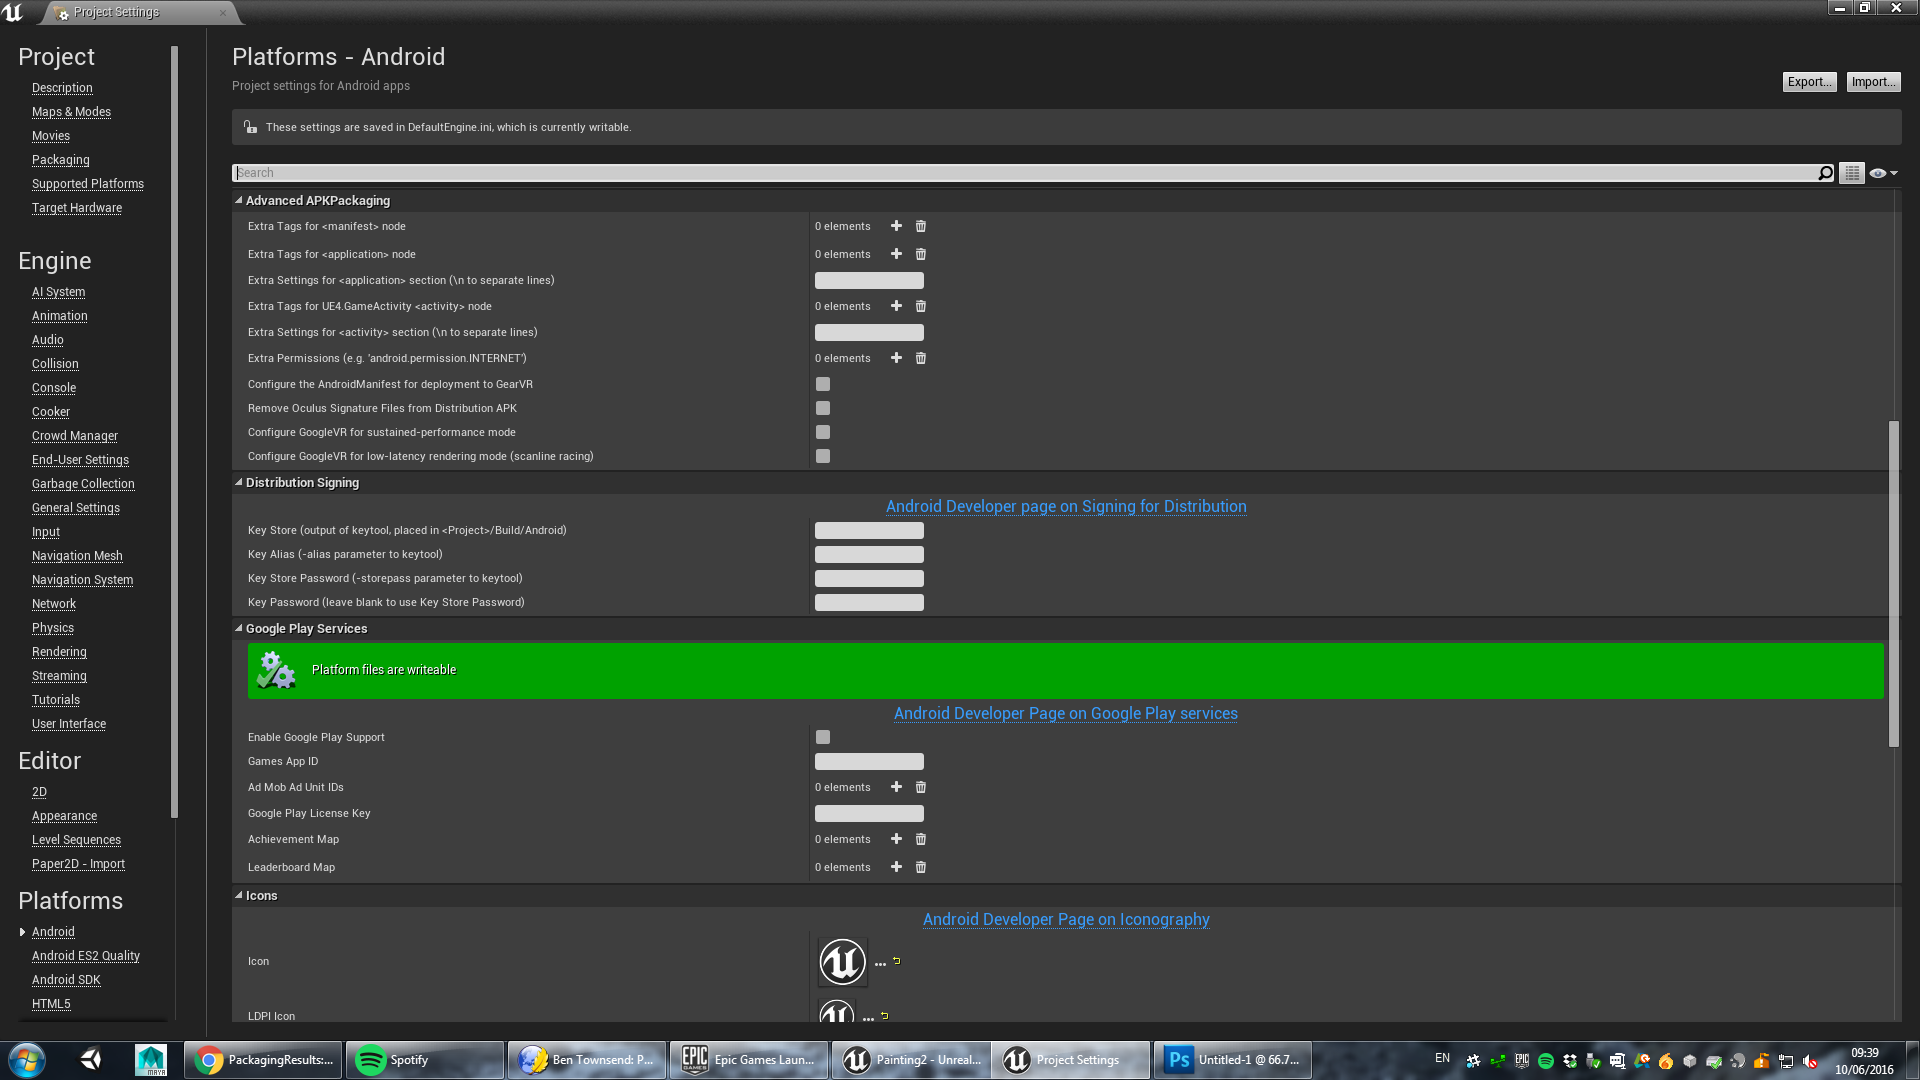 Project Settings
Project
Description
Maps & Modes
Movies
Packaging
Supported Platforms
Target Hardware
Engine
AI System
Animation
Audio
Collision
Console
Cooker
Crowd Manager
End-User Settings
Garbage Collection
General Settings
Input
Navigation Mesh
Navigation System
Network
Physics
Rendering
Streaming
Tutorials
User Interface
Editor
2D
Appearance
Level Sequences
Paper2D - Import
Platforms
Android
Android ES2 Quality
Android SDK
HTML5
Platforms - Android
Project settings for Android apps
Export... Import...
These settings are saved in DefaultEngine.ini, which is currently writable.
Search
Advanced APKPackaging
Extra Tags for <manifest> node 0 elements
Extra Tags for <application> node 0 elements
Extra Settings for <application> section (\n to separate lines)
Extra Tags for UE4.GameActivity <activity> node 0 elements
Extra Settings for <activity> section (\n to separate lines)
Extra Permissions (e.g. 'android.permission.INTERNET') 0 elements
Configure the AndroidManifest for deployment to GearVR
Remove Oculus Signature Files from Distribution APK
Configure GoogleVR for sustained-performance mode
Configure GoogleVR for low-latency rendering mode (scanline racing)
Distribution Signing
Android Developer page on Signing for Distribution
Key Store (output of keytool, placed in <Project>/Build/Android)
Key Alias (-alias parameter to keytool)
Key Store Password (-storepass parameter to keytool)
Key Password (leave blank to use Key Store Password)
Google Play Services
Platform files are writeable
Android Developer Page on Google Play services
Enable Google Play Support
Games App ID
Ad Mob Ad Unit IDs 0 elements
Google Play License Key
Achievement Map 0 elements
Leaderboard Map 0 elements
Icons
Android Developer Page on Iconography
Icon ...
LDPI Icon ...
MAYA PackagingResults:... Spotify Ben Townsend: P... EPIC GAMES Epic Games Laun... Painting2 - Unreal... Project Settings Ps Untitled-1 @ 66.7... EN 09:39
10/06/2016